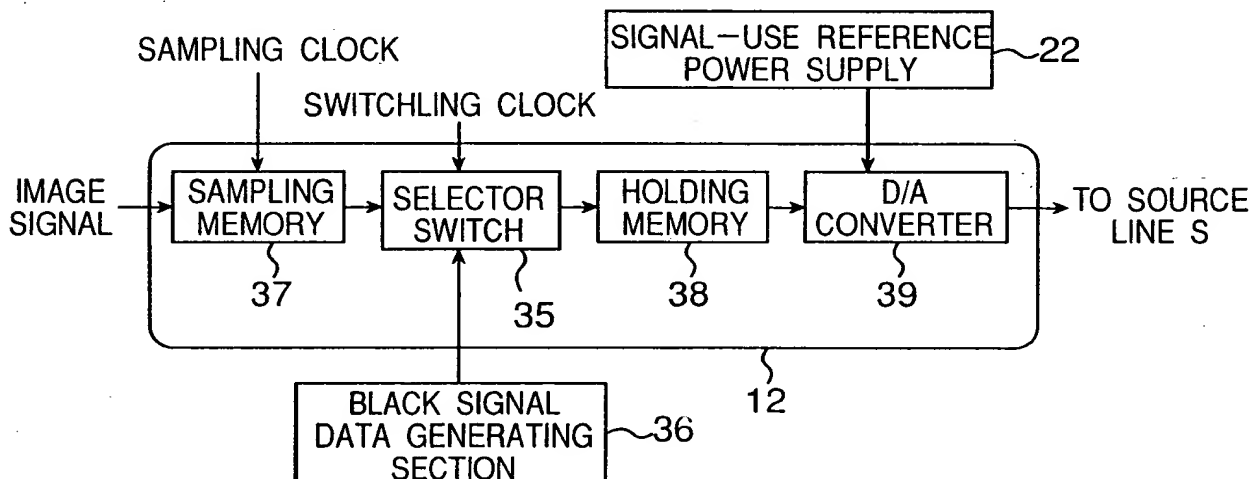 SIGNAL-USE REFERENCE
POWER SUPPLY
22
SAMPLING CLOCK
SWITCHLING CLOCK
IMAGE
SIGNAL
SAMPLING
MEMORY
SELECTOR
SWITCH
HOLDING
MEMORY
D/A
CONVERTER
TO SOURCE
LINE S
37
35
38
39
12
BLACK SIGNAL
DATA GENERATING
SECTION
36